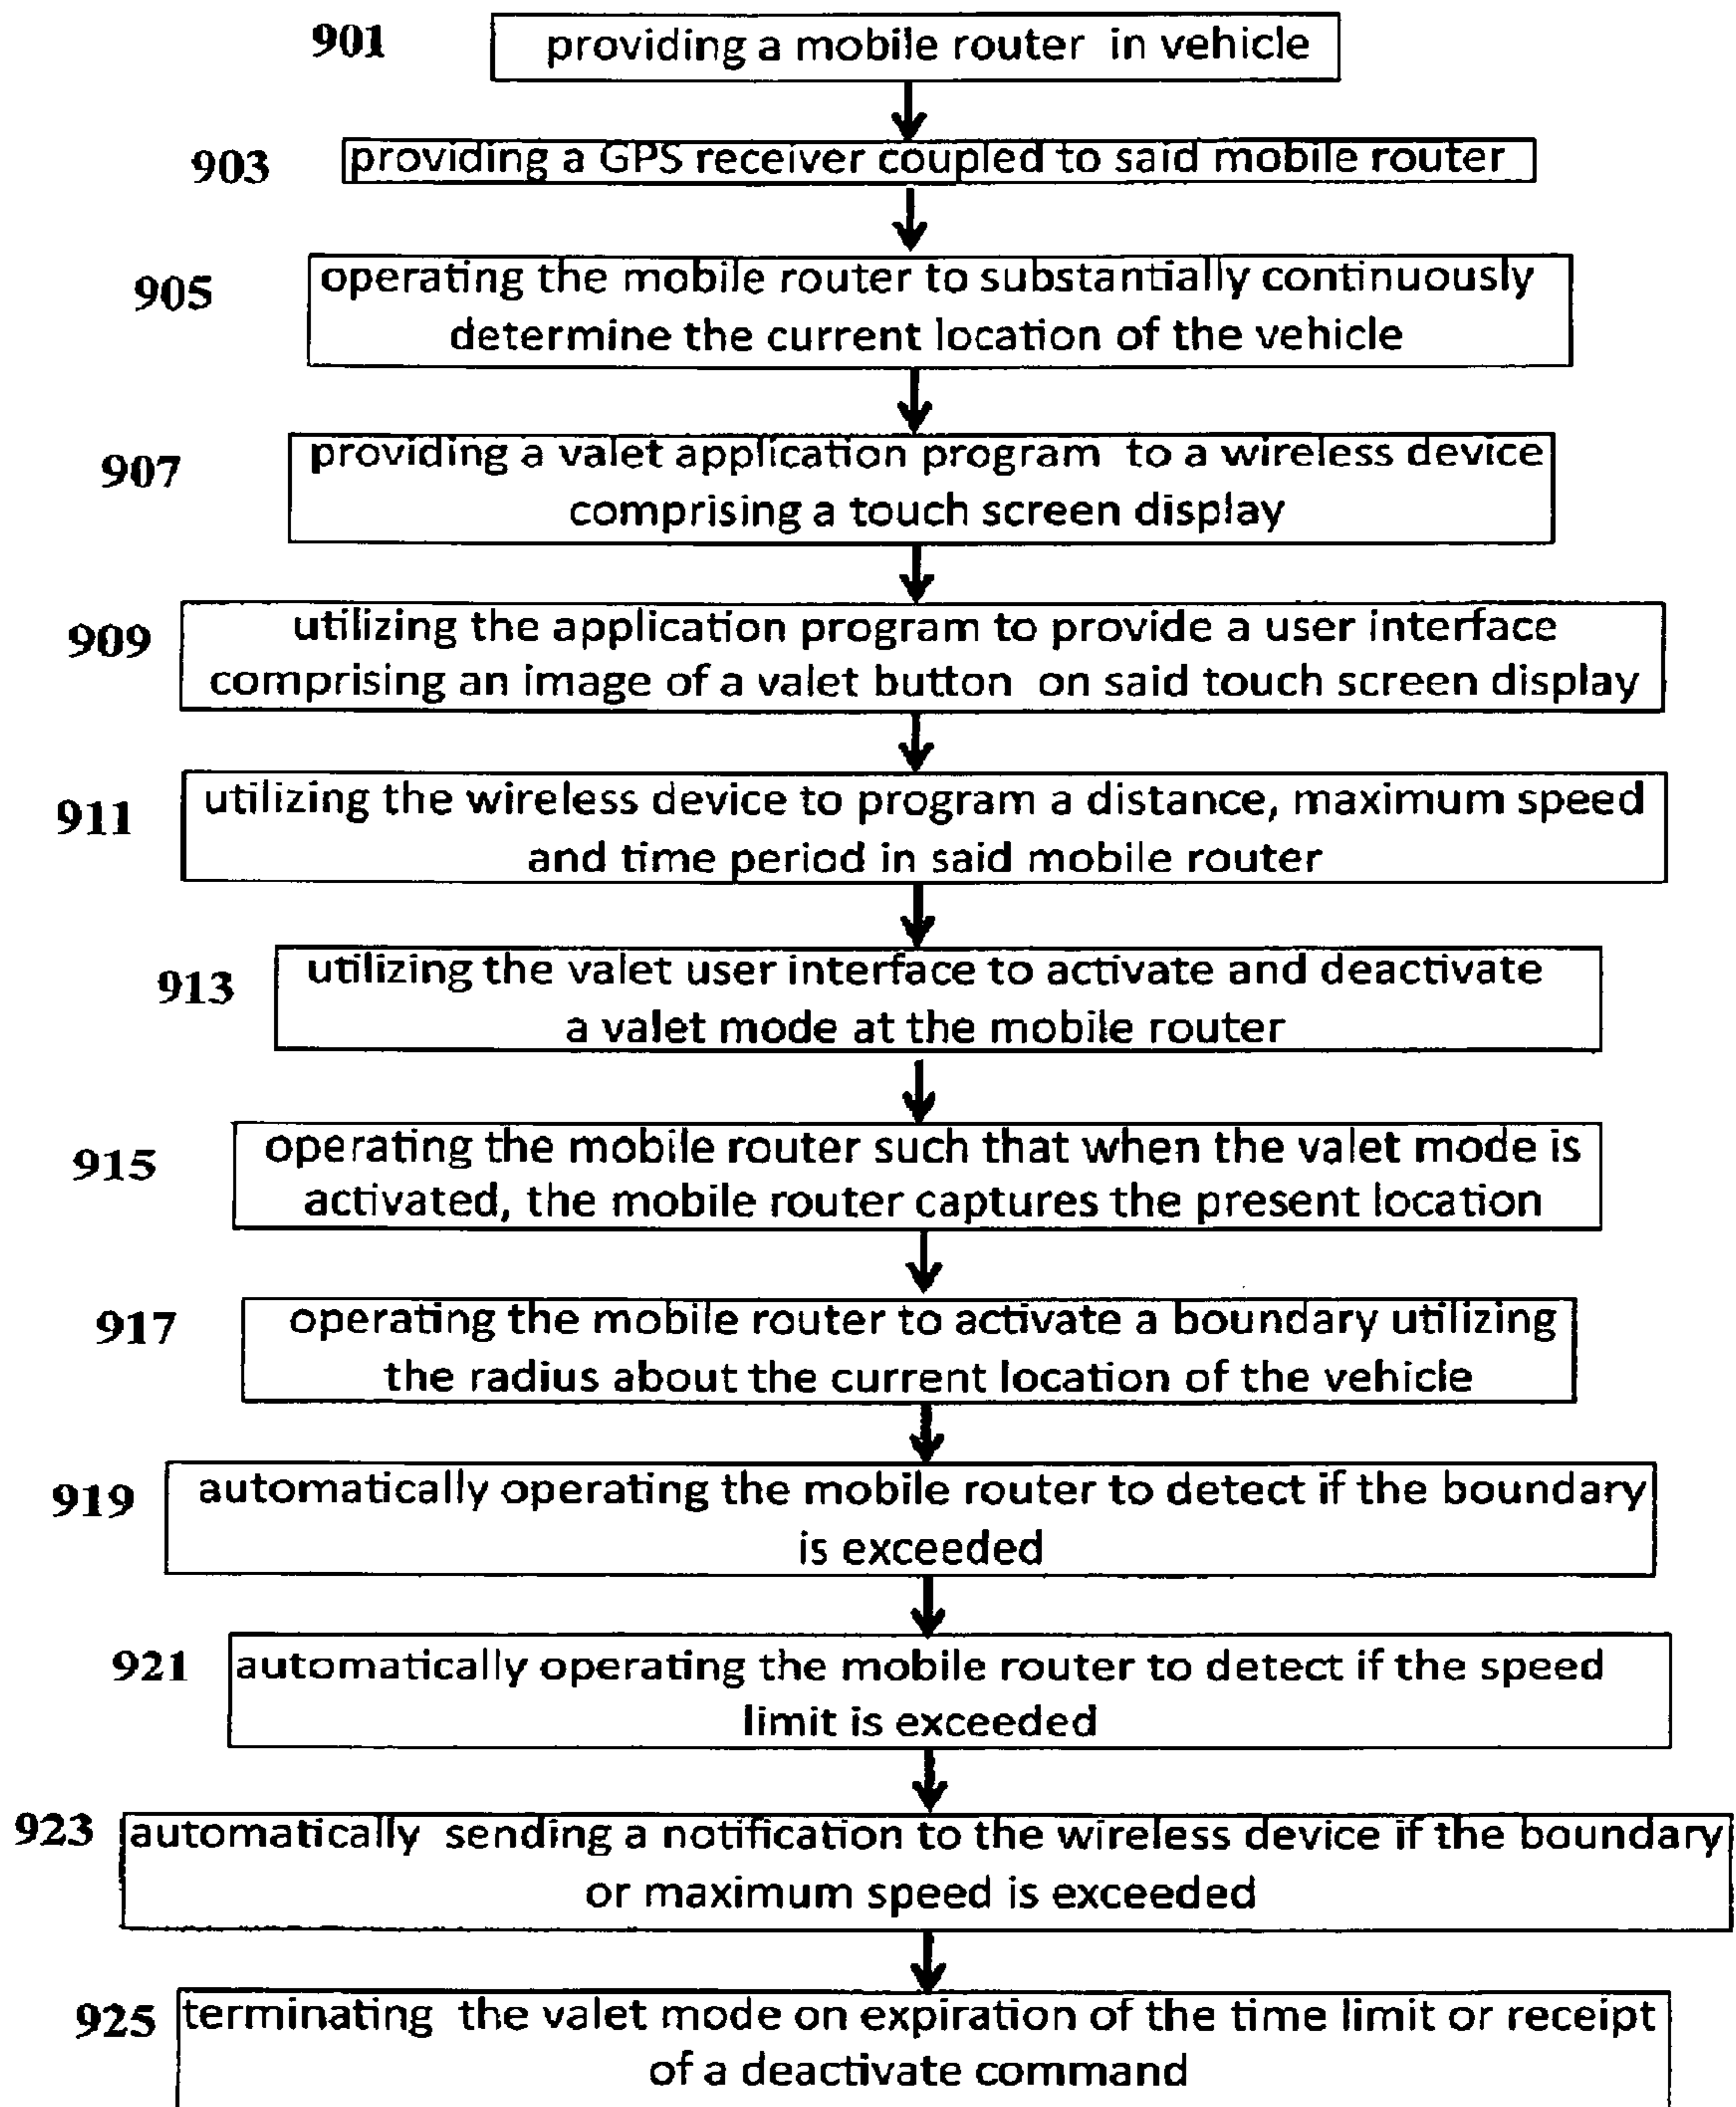 901 providing a mobile router in vehicle
903 providing a GPS receiver coupled to said mobile router
905 operating the mobile router to substantially continuously
determine the current location of the vehicle
907 providing a valet application program to a wireless device
comprising a touch screen display
909 utilizing the application program to provide a user interface
comprising an image of a valet button on said touch screen display
911 utilizing the wireless device to program a distance, maximum speed
and time period in said mobile router
913 utilizing the valet user interface to activate and deactivate
a valet mode at the mobile router
915 operating the mobile router such that when the valet mode is
activated, the mobile router captures the present location
917 operating the mobile router to activate a boundary utilizing
the radius about the current location of the vehicle
919 automatically operating the mobile router to detect if the boundary
is exceeded
921 automatically operating the mobile router to detect if the speed
limit is exceeded
923 automatically sending a notification to the wireless device if the boundary
or maximum speed is exceeded
925 terminating the valet mode on expiration of the time limit or receipt
of a deactivate command